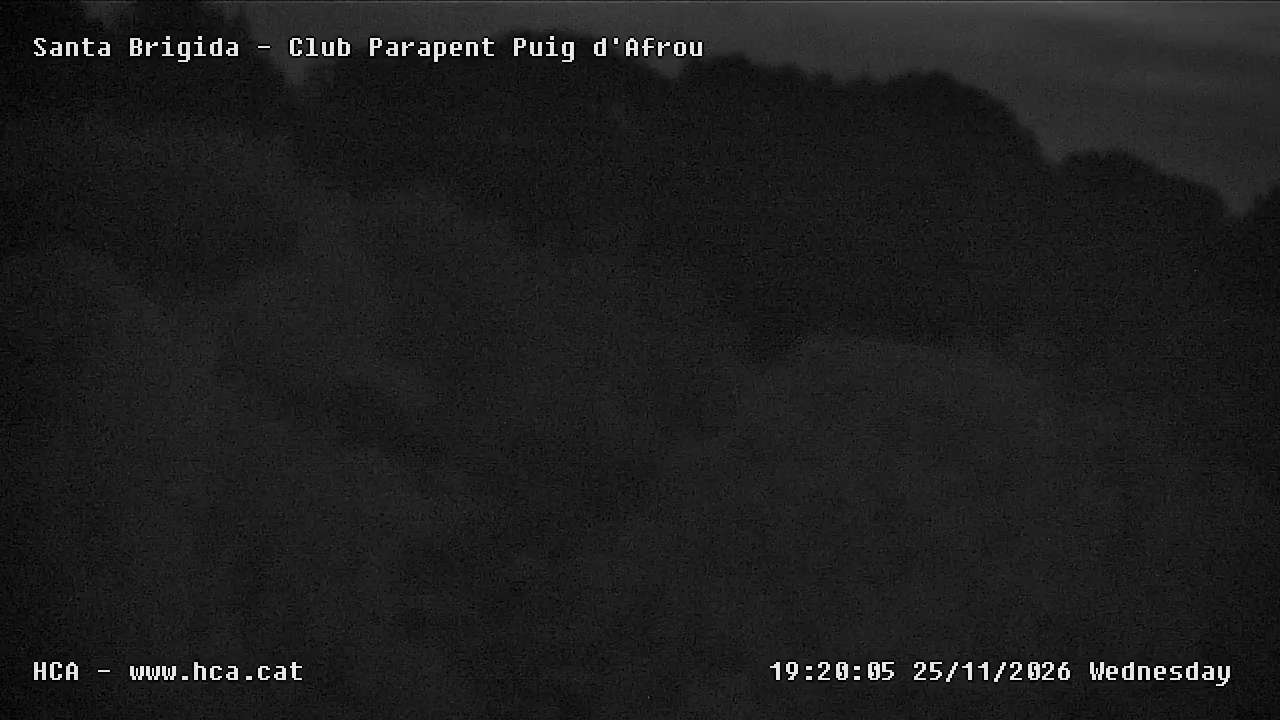 Santa Brigida - Club Parapent Puig d'Afrou
HCA - www.hca.cat
19:20:05 25/11/2026 Wednesday